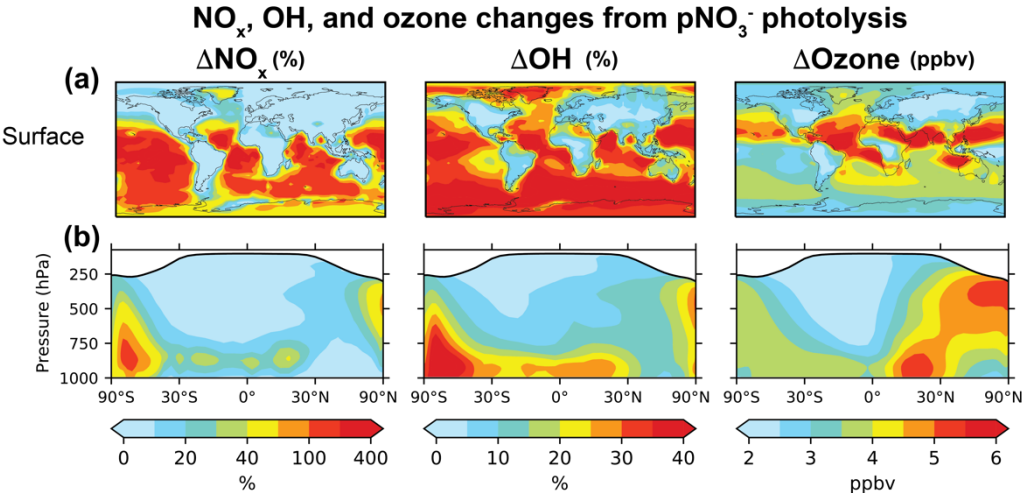 NOx, OH, and ozone changes from pNO3- photolysis
ΔNOx (%) ΔOH (%) ΔOzone (ppbv)
(a)
Surface
(b)
Pressure (hPa)
250
500
750
1000
90°S 30°S 0° 30°N 90°N 90°S 30°S 0° 30°N 90°N 90°S 30°S 0° 30°N 90°N
0 20 40 100 400 0 10 20 30 40 2 3 4 5 6
% % ppbv